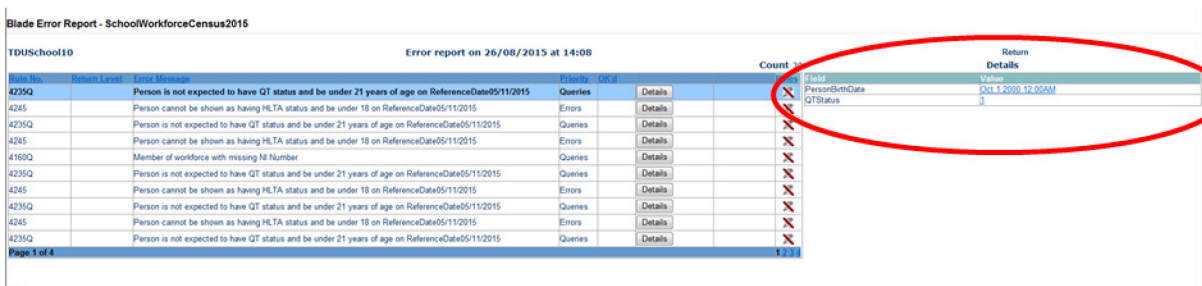 Blade Error Report - SchoolWorkforceCensus2015
TDUSchool10 Error report on 26/08/2015 at 14:08 Return
Count Details
Rule No. Return Level Error Message Priority OK'd Field Value
4235Q Person is not expected to have QT status and be under 21 years of age on ReferenceDate05/11/2015 Queries Details PersonBirthDate Oct 1 2000 12:00AM
4245 Person cannot be shown as having HLTA status and be under 18 on ReferenceDate05/11/2015 Errors Details QTStatus 1
4235Q Person is not expected to have QT status and be under 21 years of age on ReferenceDate05/11/2015 Queries Details
4245 Person cannot be shown as having HLTA status and be under 18 on ReferenceDate05/11/2015 Errors Details
4160Q Member of workforce with missing NI Number Queries Details
4235Q Person is not expected to have QT status and be under 21 years of age on ReferenceDate05/11/2015 Queries Details
4245 Person cannot be shown as having HLTA status and be under 18 on ReferenceDate05/11/2015 Errors Details
4235Q Person is not expected to have QT status and be under 21 years of age on ReferenceDate05/11/2015 Queries Details
4245 Person cannot be shown as having HLTA status and be under 18 on ReferenceDate05/11/2015 Errors Details
4235Q Person is not expected to have QT status and be under 21 years of age on ReferenceDate05/11/2015 Queries Details
Page 1 of 4 1 2 3 4